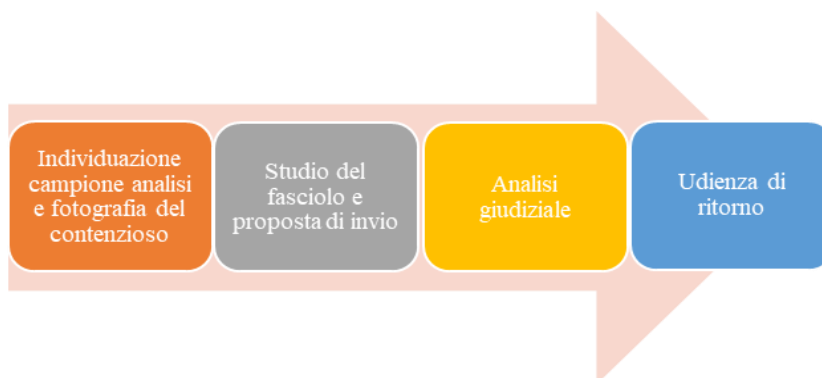 Individuazione
campione analisi
e fotografia del
contenzioso
Studio del
fasciolo e
proposta di invio
Analisi
giudiziale
Udienza di
ritorno